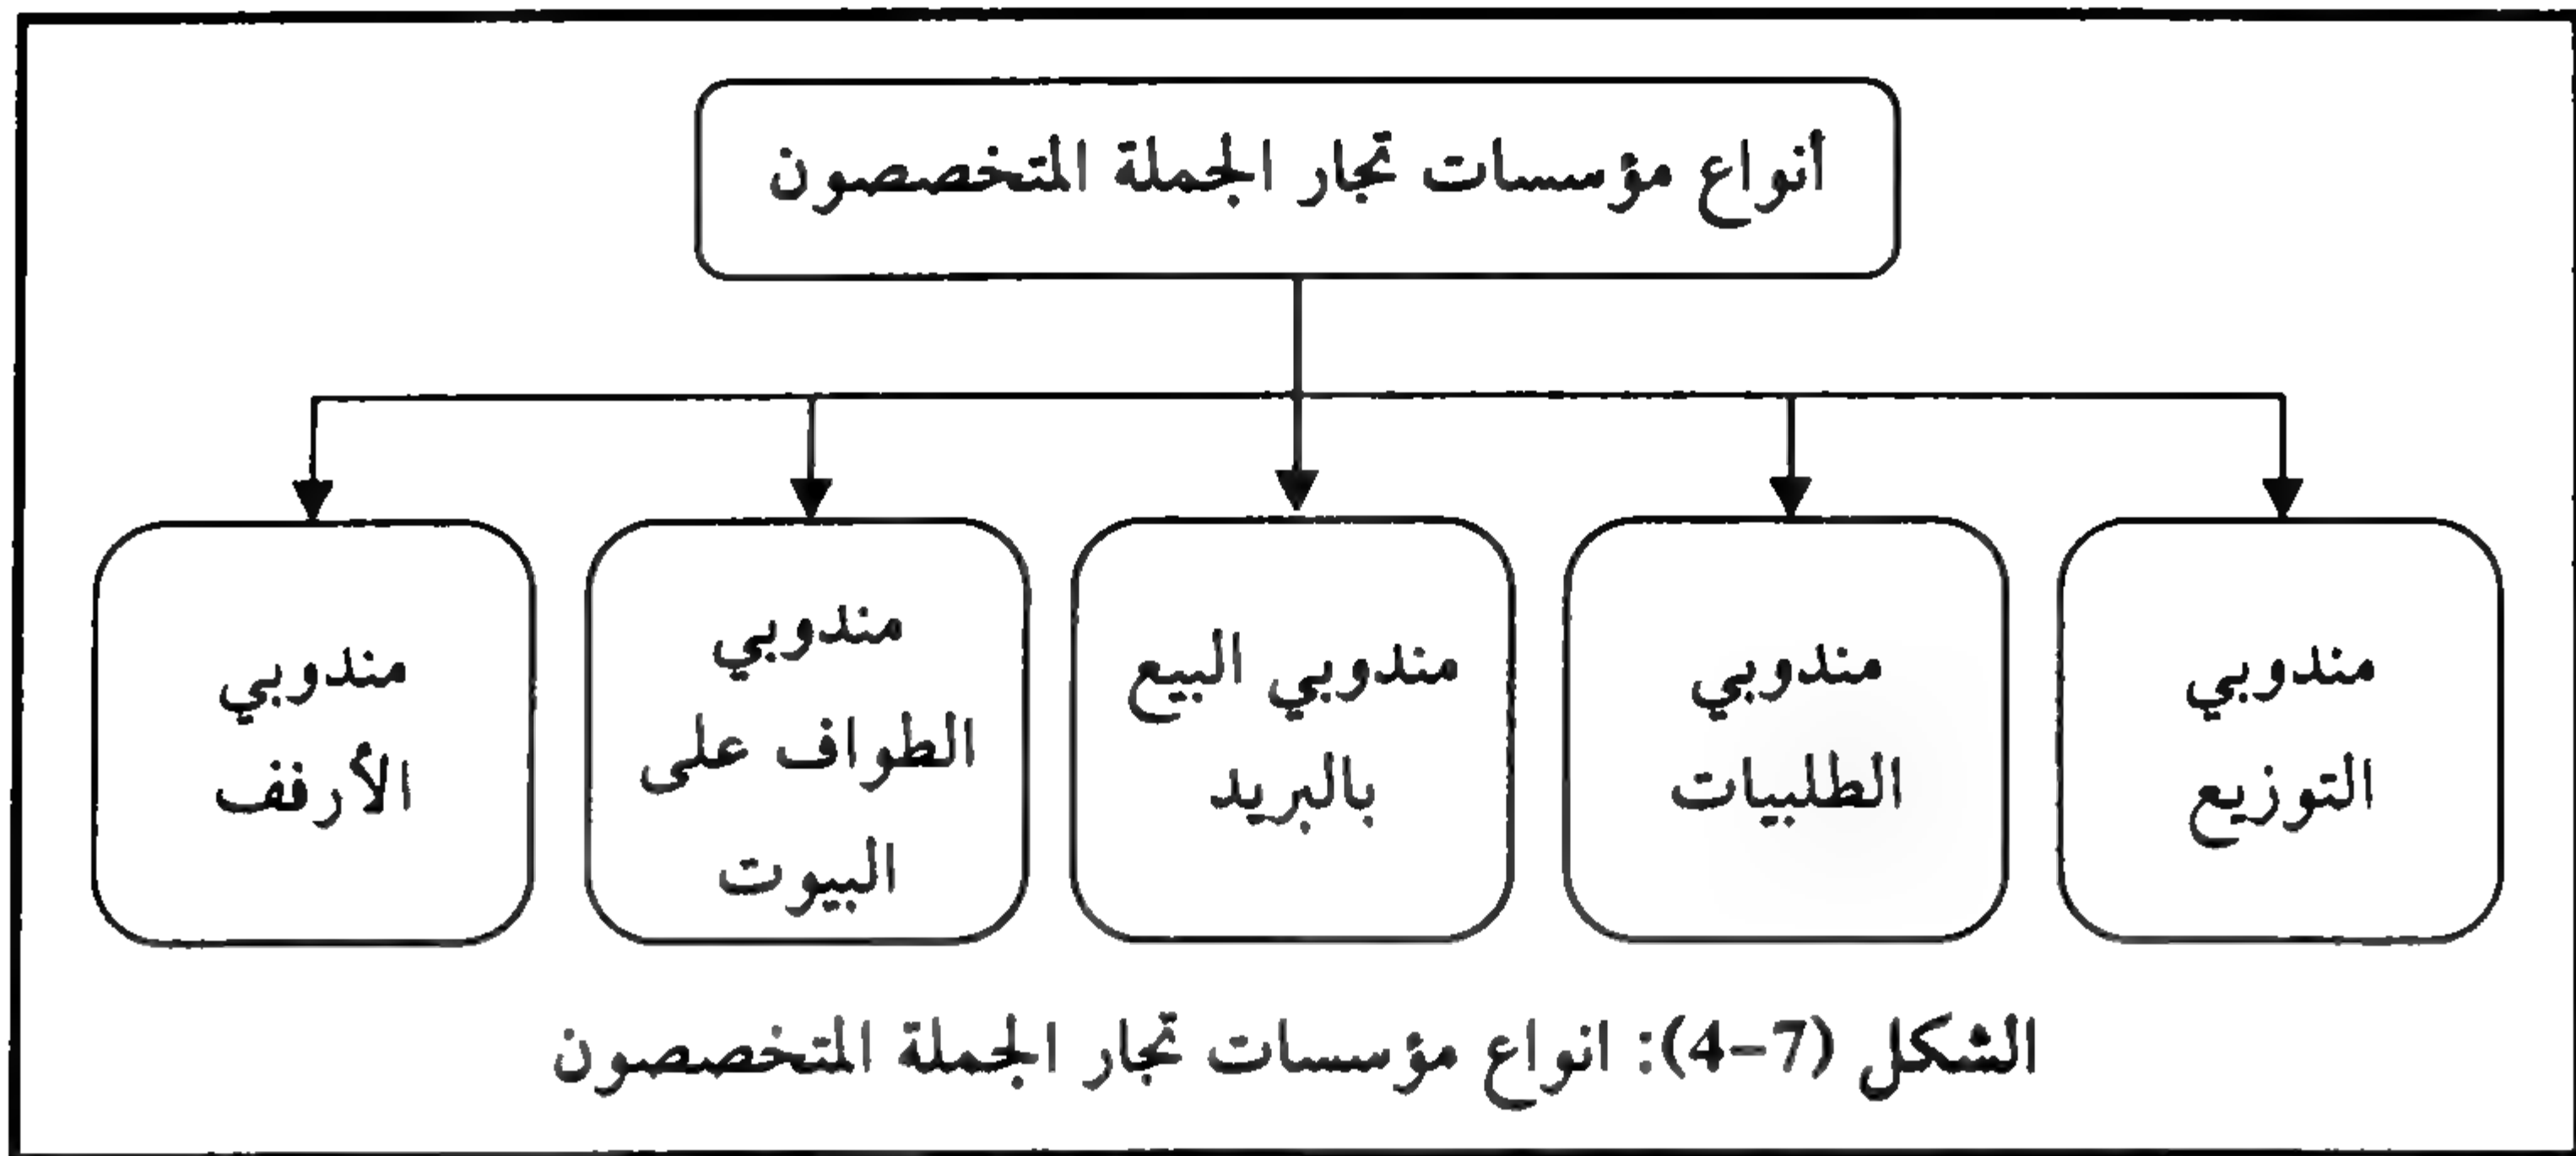 أنواع مؤسسات تجار الجملة المتخصصون
مندوبي
التوزيع
مندوبي
الطلبيات
مندوبي البيع
بالبريد
مندوبي
الطواف على
البيوت
مندوبي
الأرفف
الشكل (7-4): انواع مؤسسات تجار الجملة المتخصصون